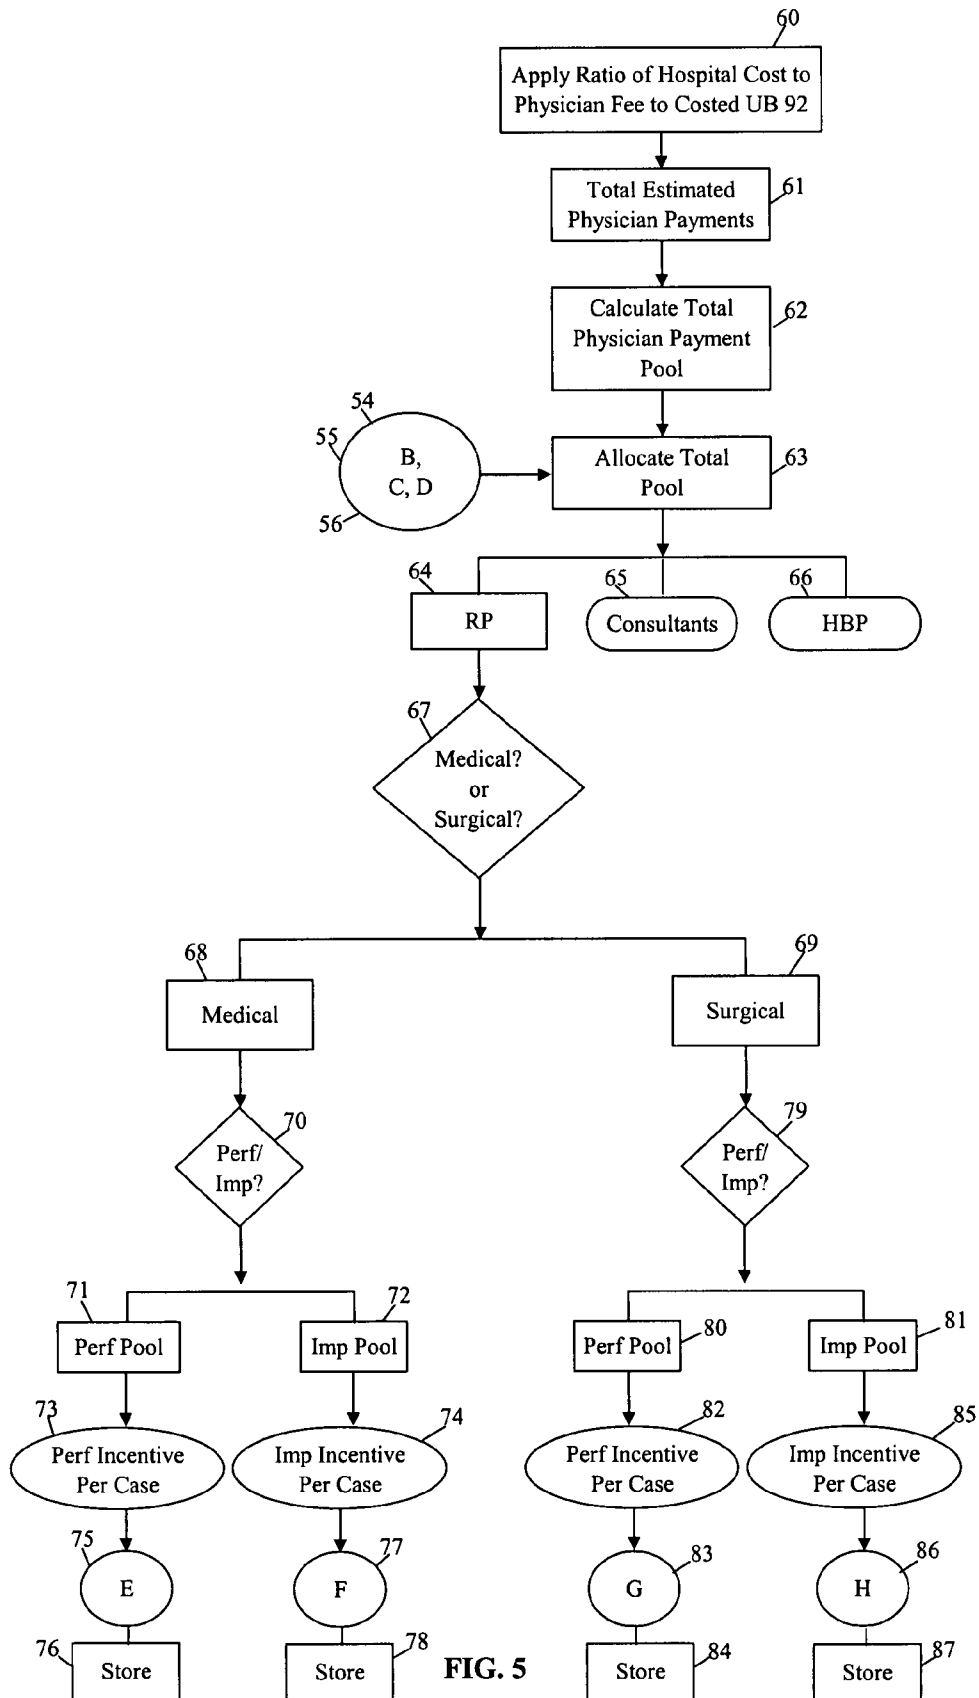 60
Apply Ratio of Hospital Cost to
Physician Fee to Costed UB 92
61
Total Estimated
Physician Payments
62
Calculate Total
Physician Payment
Pool
54
55
B,
C, D
56
63
Allocate Total
Pool
64
RP
65
Consultants
66
HBP
67
Medical?
or
Surgical?
68
Medical
69
Surgical
70
Perf/
Imp?
79
Perf/
Imp?
71
Perf Pool
72
Imp Pool
80
Perf Pool
81
Imp Pool
73
Perf Incentive
Per Case
74
Imp Incentive
Per Case
82
Perf Incentive
Per Case
85
Imp Incentive
Per Case
75
E
77
F
83
G
86
H
76
Store
78
Store
FIG. 5
84
Store
87
Store